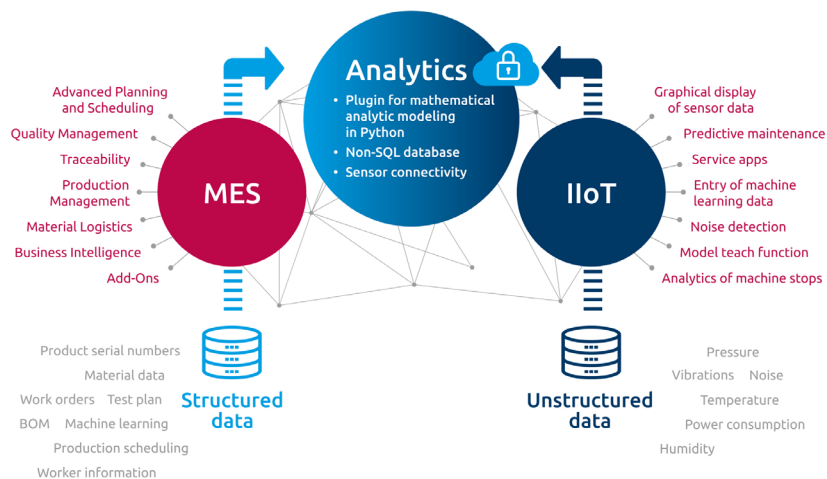 Analytics
• Plugin for mathematical
analytic modeling
in Python
• Non-SQL database
• Sensor connectivity
Advanced Planning
and Scheduling
Quality Management
Traceability
Production
Management
Material Logistics
Business Intelligence
Add-Ons
MES
IIoT
Graphical display
of sensor data
Predictive maintenance
Service apps
Entry of machine
learning data
Noise detection
Model teach function
Analytics of machine stops
Product serial numbers
Material data
Work orders Test plan
BOM Machine learning
Production scheduling
Worker information
Structured
data
Unstructured
data
Pressure
Vibrations Noise
Temperature
Power consumption
Humidity